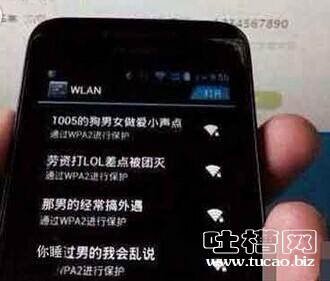 1234567890
9:55
WLAN
打开
1005的狗男女做爱小声点
通过WPA2进行保护
劳资打LOL差点被团灭
通过WPA2进行保护
那男的经常搞外遇
通过WPA2进行保护
你睡过男的我会乱说
WPA2进行保护
吐槽网
www.tucao.biz